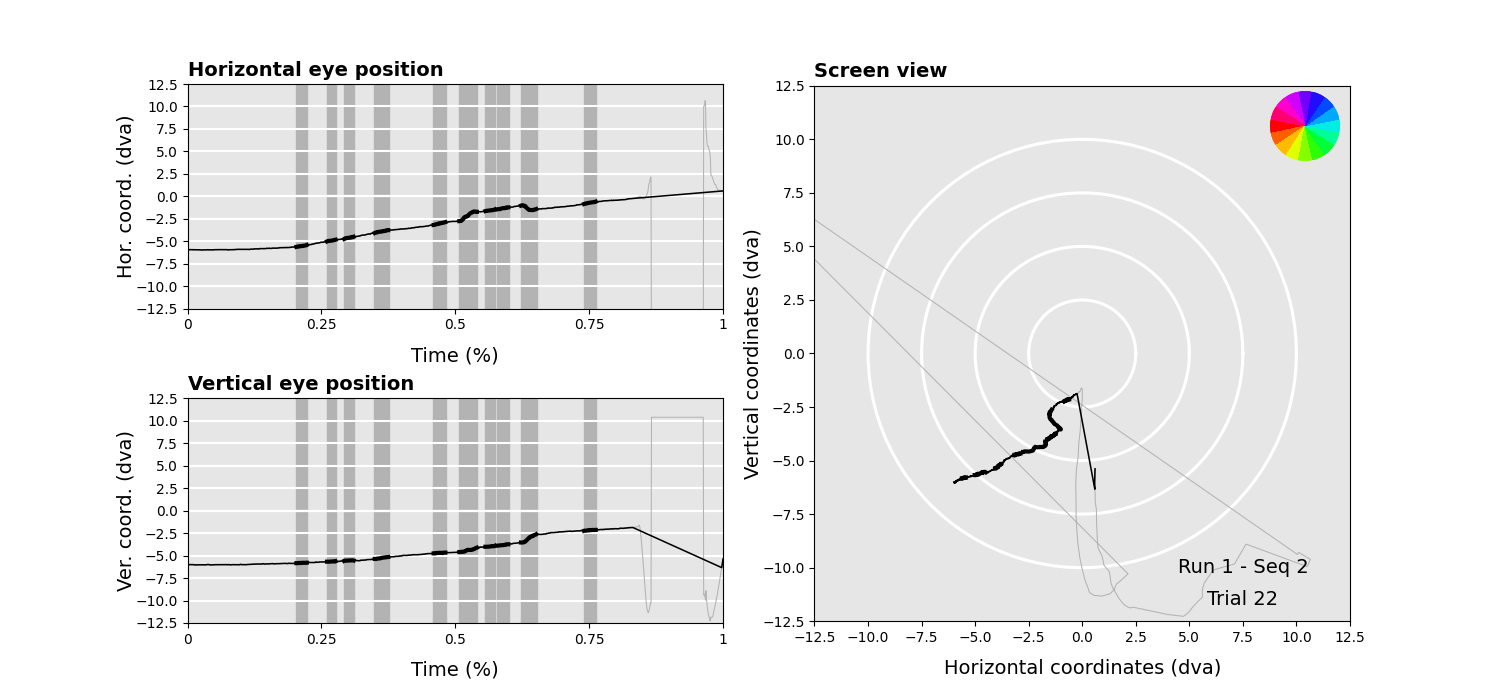 Horizontal eye position
Hor. coord. (dva)
12.5
10.0
7.5
5.0
2.5
0.0
−2.5
−5.0
−7.5
−10.0
−12.5
0 0.25 0.5 0.75 1
Time (%)
Vertical eye position
Ver. coord. (dva)
12.5
10.0
7.5
5.0
2.5
0.0
−2.5
−5.0
−7.5
−10.0
−12.5
0 0.25 0.5 0.75 1
Time (%)
Screen view
Vertical coordinates (dva)
12.5
10.0
7.5
5.0
2.5
0.0
−2.5
−5.0
−7.5
−10.0
−12.5
Run 1 - Seq 2
Trial 22
−12.5 −10.0 −7.5 −5.0 −2.5 0.0 2.5 5.0 7.5 10.0 12.5
Horizontal coordinates (dva)